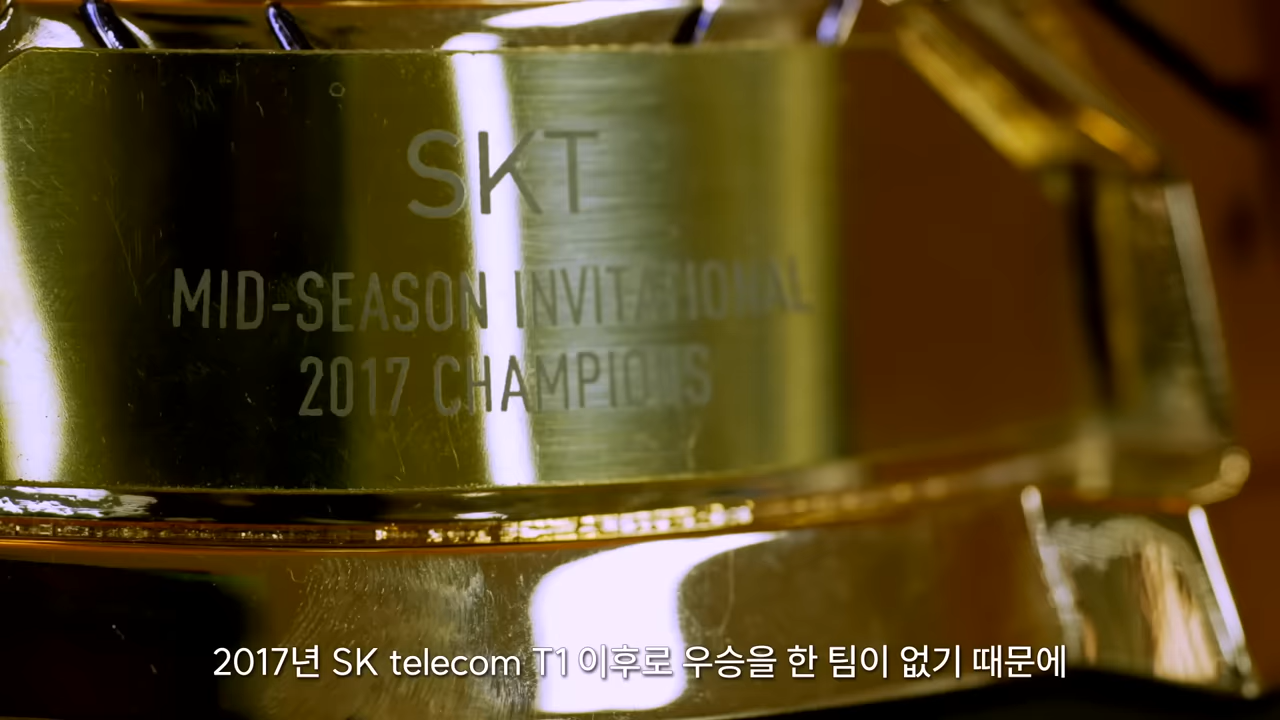 SKT
MID-SEASON INVITATIONAL
2017 CHAMPIONS
2017년 SK telecom T1 이후로 우승을 한 팀이 없기 때문에